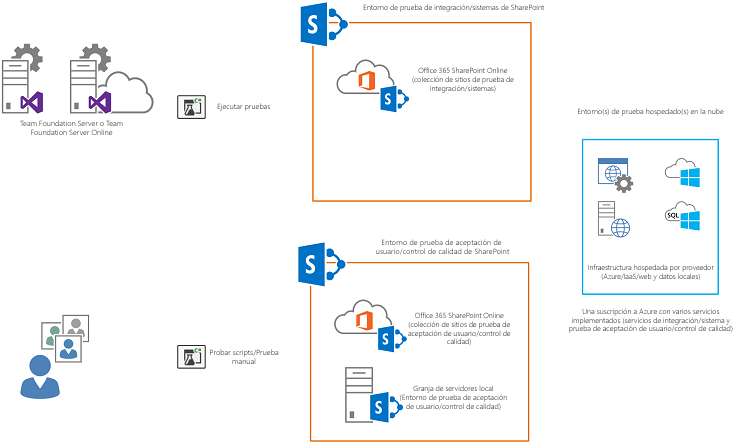 Entorno de prueba de integración/sistemas de SharePoint
S
Office 365 SharePoint Online
(colección de sitios de prueba de
integración/sistemas)
S
Team Foundation Server o Team
Foundation Server Online
Ejecutar pruebas
Entorno(s) de prueba hospedado(s) en la nube
SQL
Infraestructura hospedada por proveedor
(Azure/IaaS/web y datos locales)
Una suscripción a Azure con varios servicios
implementados (servicios de integración/sistema y
prueba de aceptación de usuario/control de calidad)
Entorno de prueba de aceptación de
usuario/control de calidad de SharePoint
S
Office 365 SharePoint Online
(colección de sitios de prueba de
aceptación de usuario/control de
calidad)
S
Probar scripts/Prueba
manual
Granja de servidores local
(Entorno de prueba de aceptación
de usuario/control de calidad)
S